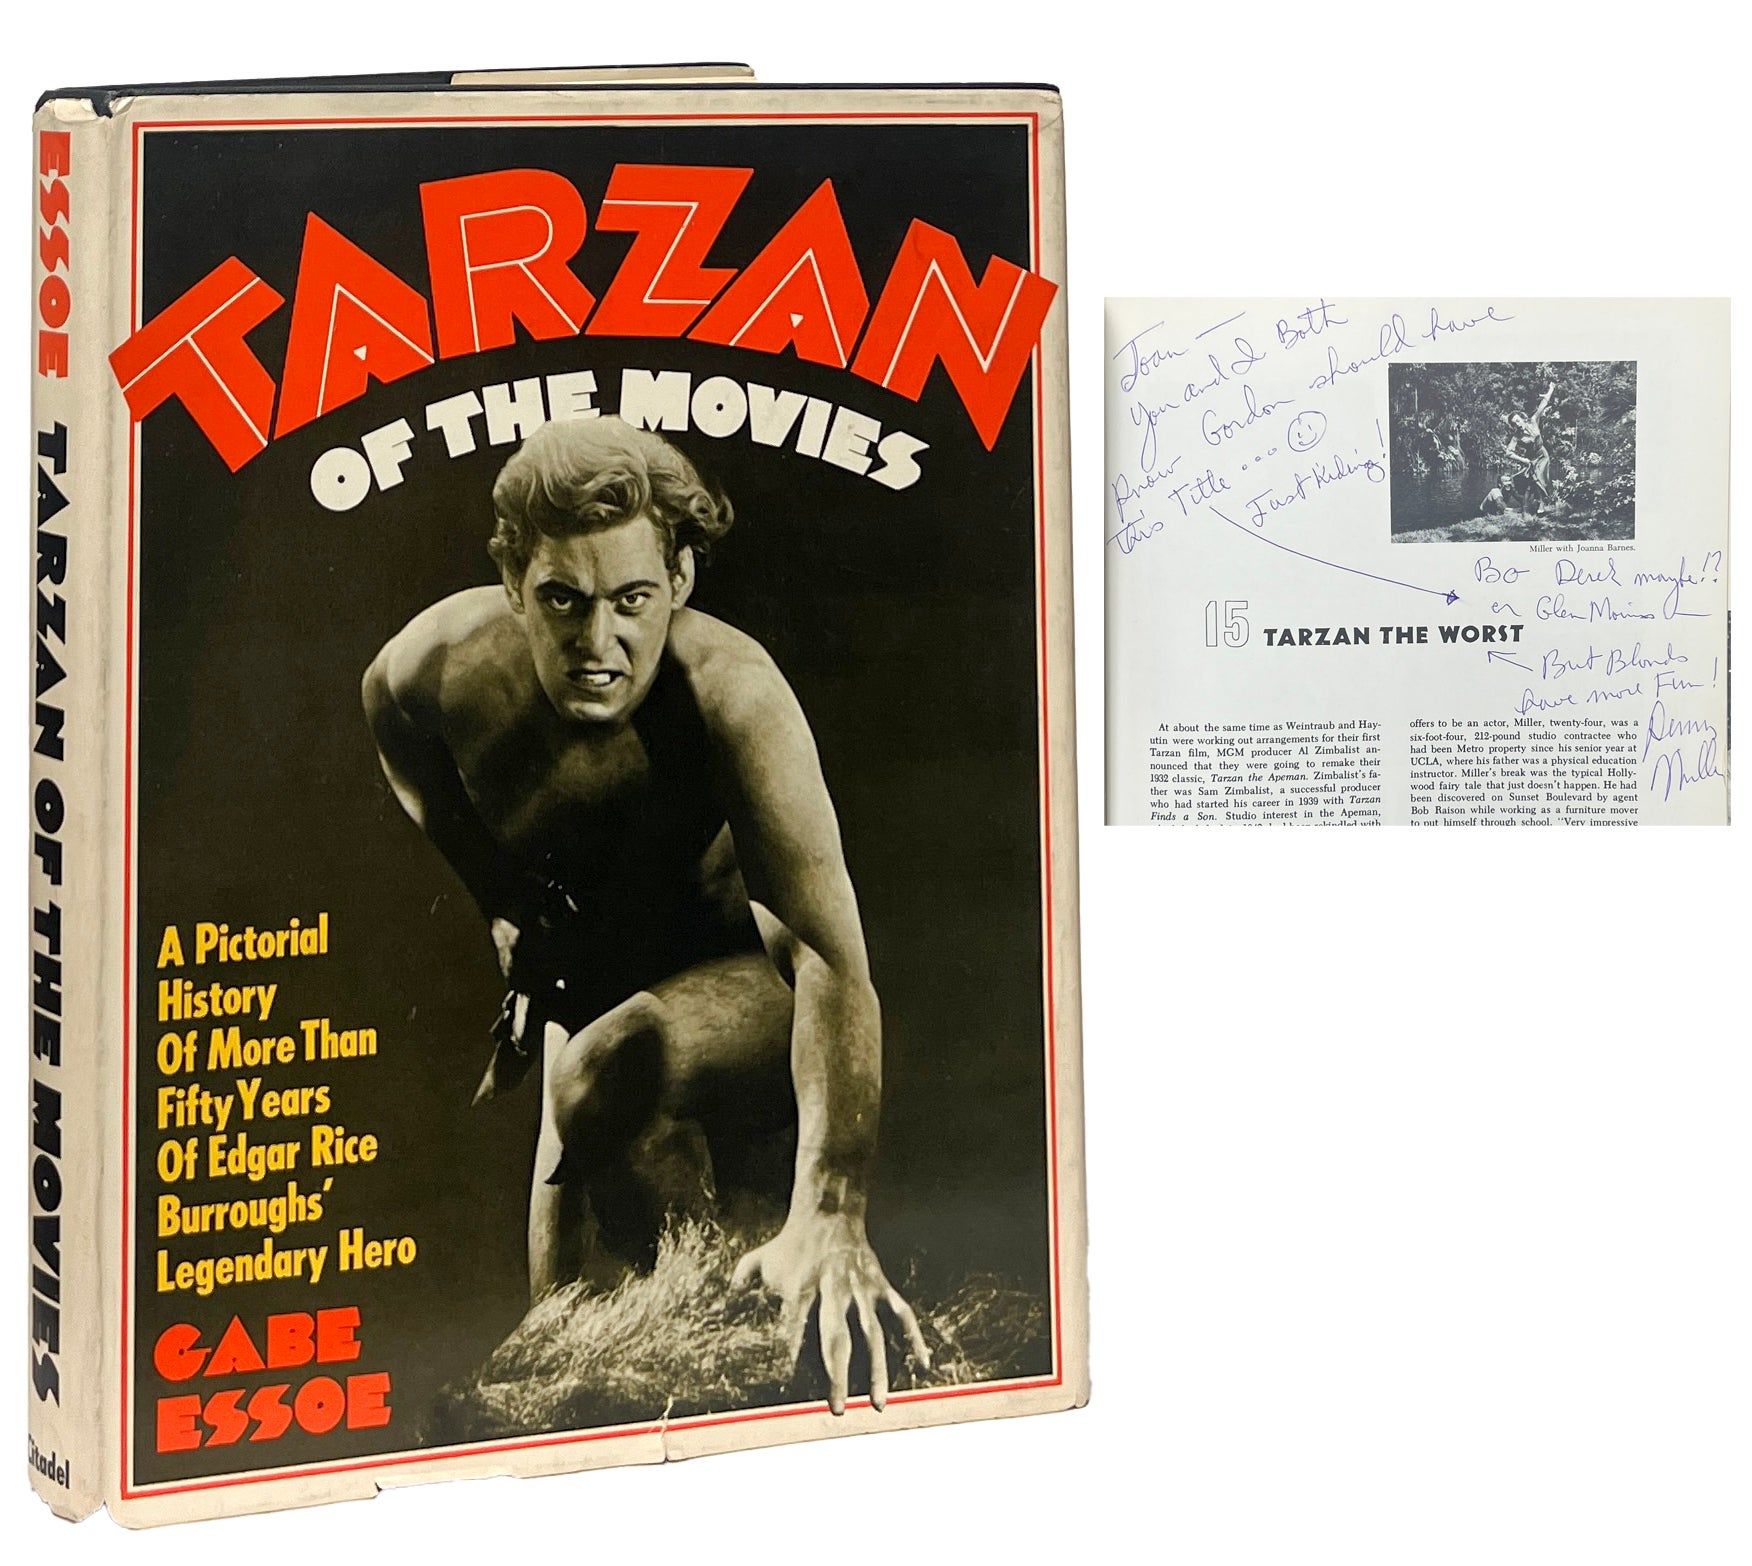 ESSOE TARZAN OF THE MOVIES
Citadel
TARZAN
OF THE MOVIES
A Pictorial
History
Of More Than
Fifty Years
Of Edgar Rice
Burroughs'
Legendary Hero
GABE
ESSOE
Joan —
You and I Both
know Gordon should have
this Title ... 
Just Kiding!
Miller with Joanna Barnes.
Bo Derek maybe!?
or Glen Morris
15 TARZAN THE WORST
But Blonds
have more Fun!
Denny
Miller
At about the same time as Weintraub and Hay-
utin were working out arrangements for their first
Tarzan film, MGM producer Al Zimbalist an-
nounced that they were going to remake their
1932 classic, Tarzan the Apeman. Zimbalist's fa-
ther was Sam Zimbalist, a successful producer
who had started his career in 1939 with Tarzan
Finds a Son. Studio interest in the Apeman,
offers to be an actor, Miller, twenty-four, was a
six-foot-four, 212-pound studio contractee who
had been Metro property since his senior year at
UCLA, where his father was a physical education
instructor. Miller's break was the typical Holly-
wood fairy tale that just doesn't happen. He had
been discovered on Sunset Boulevard by agent
Bob Raison while working as a furniture mover
to put himself through school. "Very impressive